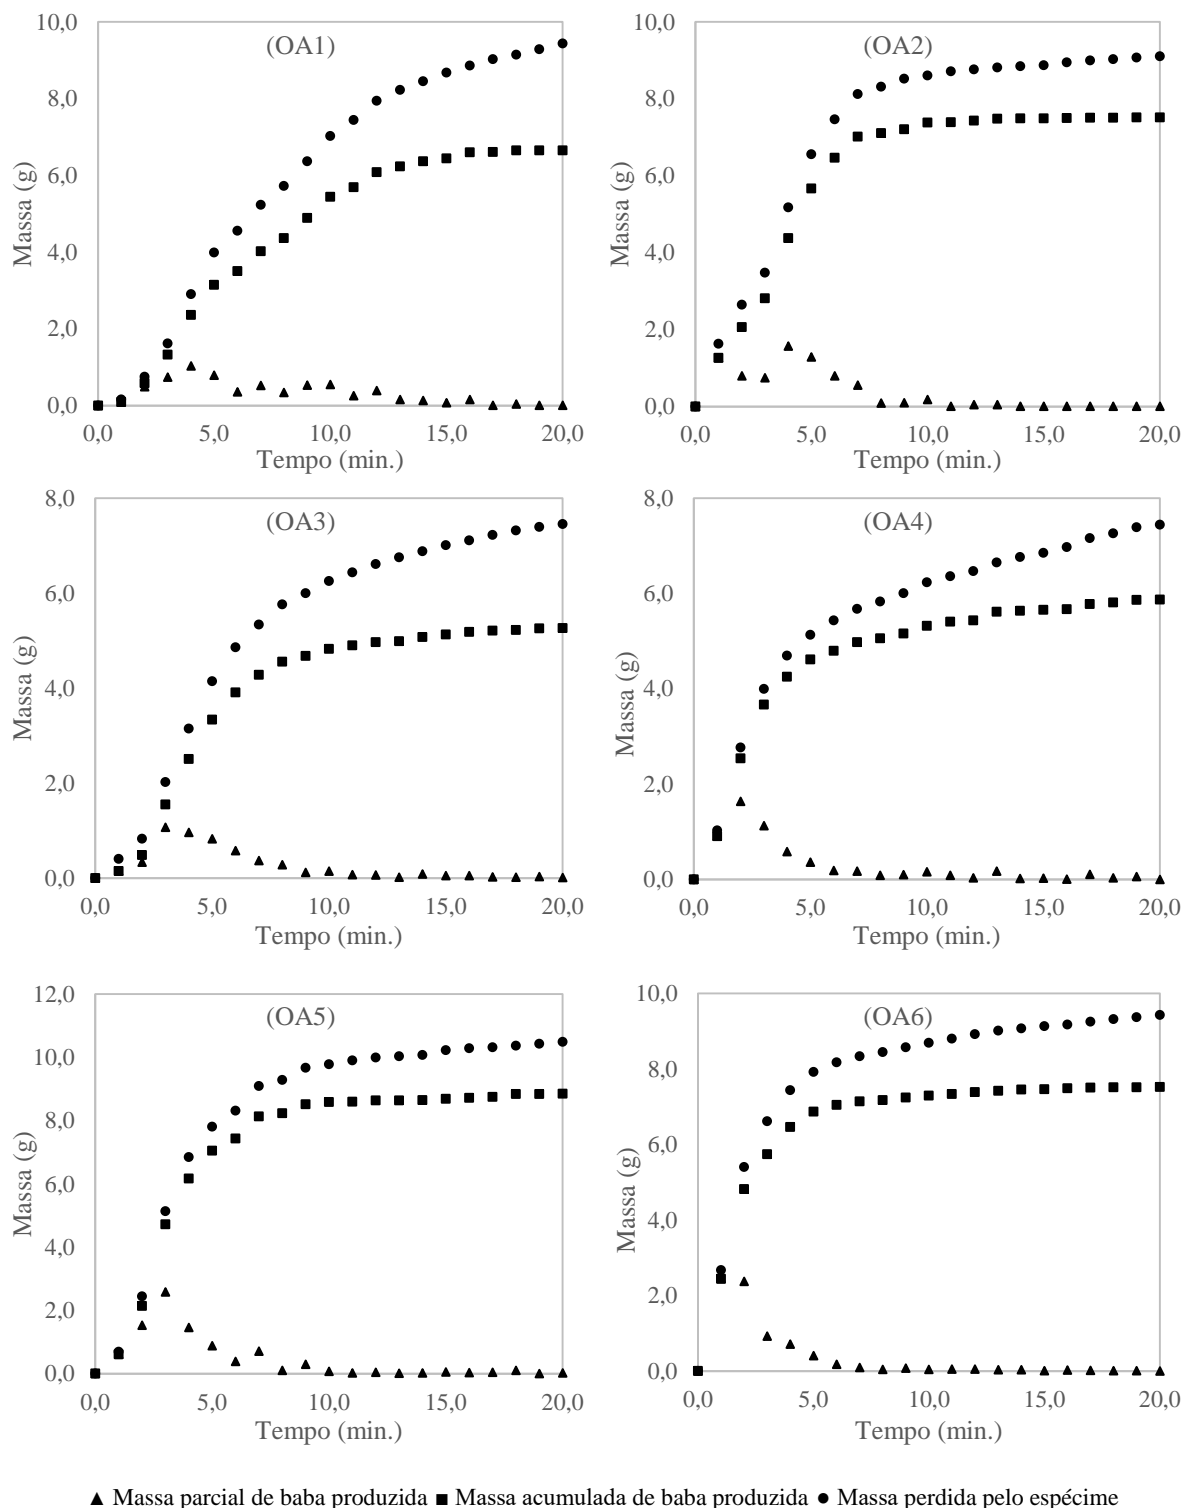 (OA1)
10,0
8,0
6,0
4,0
2,0
0,0
Massa (g)
0,0 5,0 10,0 15,0 20,0
Tempo (min.)
(OA2)
10,0
8,0
6,0
4,0
2,0
0,0
Massa (g)
0,0 5,0 10,0 15,0 20,0
Tempo (min.)
(OA3)
8,0
6,0
4,0
2,0
0,0
Massa (g)
0,0 5,0 10,0 15,0 20,0
Tempo (min.)
(OA4)
8,0
6,0
4,0
2,0
0,0
Massa (g)
0,0 5,0 10,0 15,0 20,0
Tempo (min.)
(OA5)
12,0
10,0
8,0
6,0
4,0
2,0
0,0
Massa (g)
0,0 5,0 10,0 15,0 20,0
Tempo (min.)
(OA6)
10,0
8,0
6,0
4,0
2,0
0,0
Massa (g)
0,0 5,0 10,0 15,0 20,0
Tempo (min.)
▲ Massa parcial de baba produzida ■ Massa acumulada de baba produzida ● Massa perdida pelo espécime